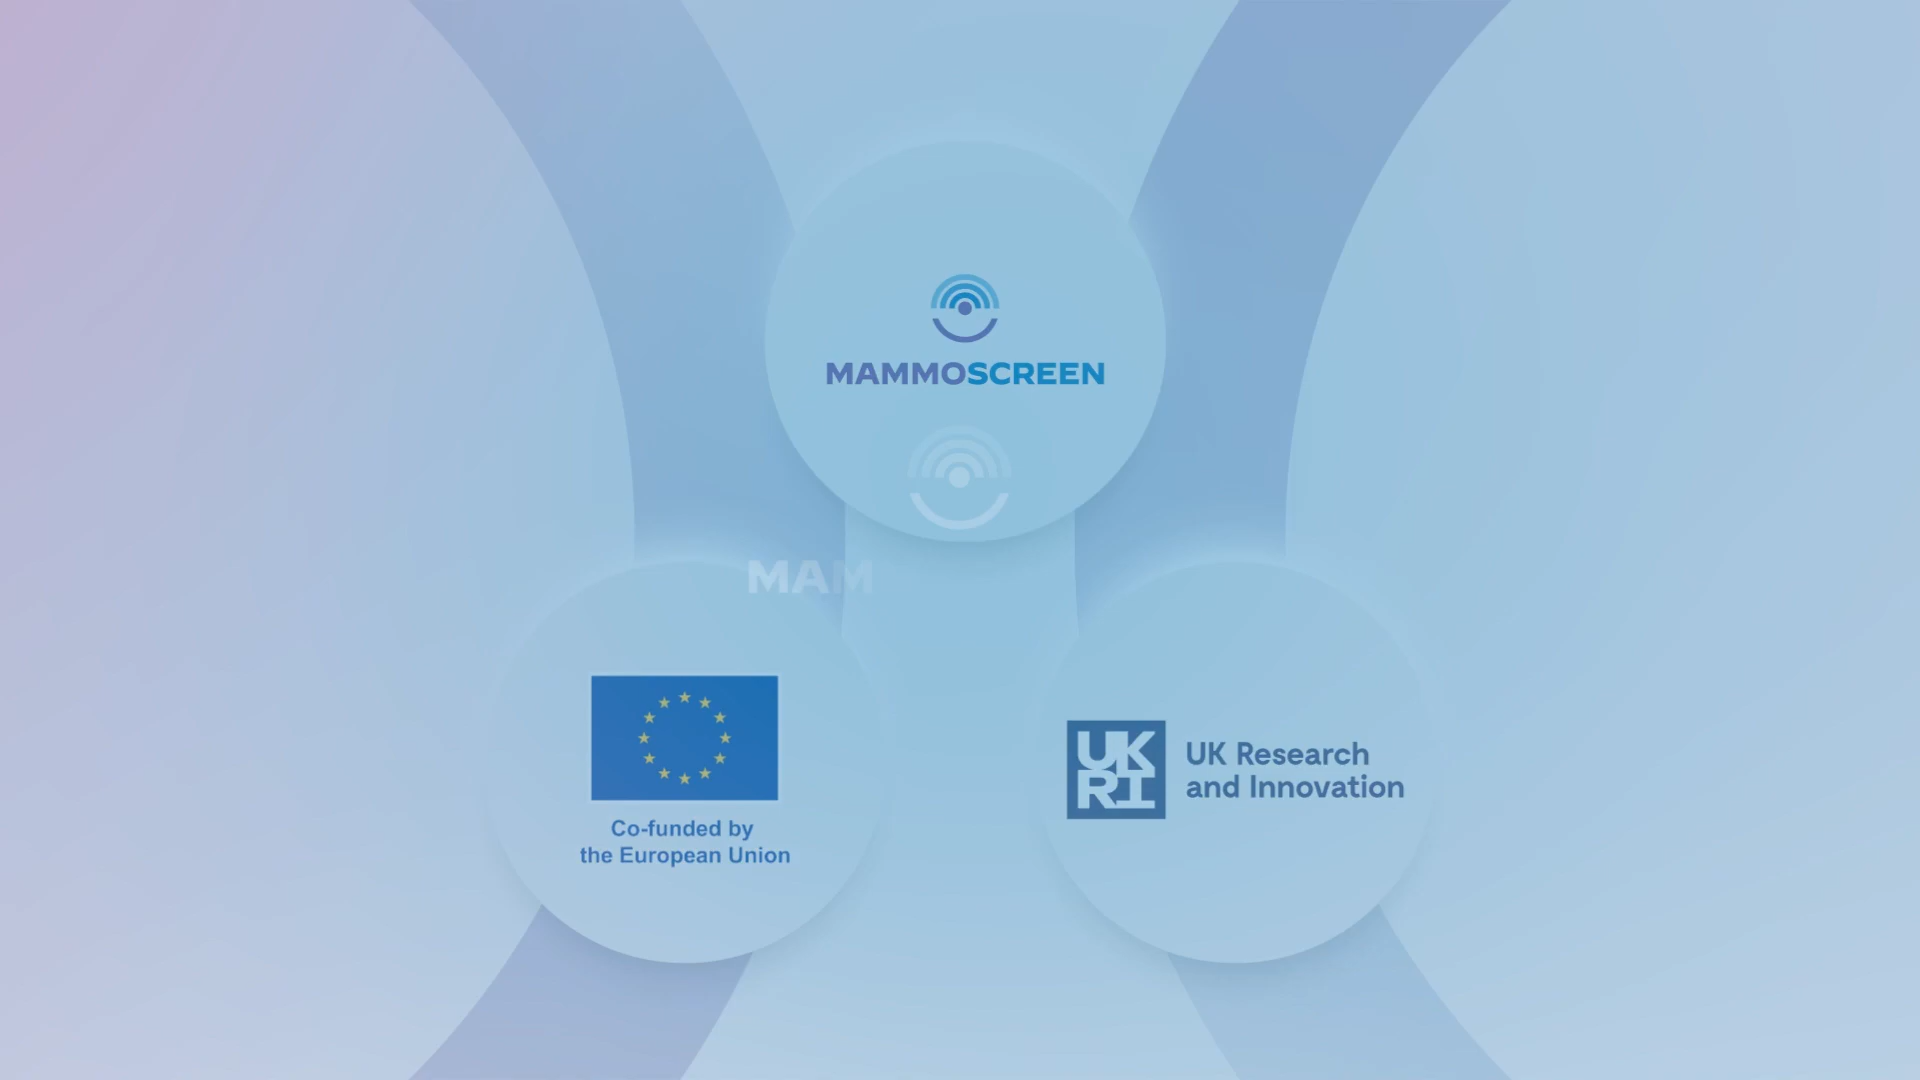 MAMMOSCREEN
MAM
Co-funded by
the European Union
UK
RI
UK Research
and Innovation